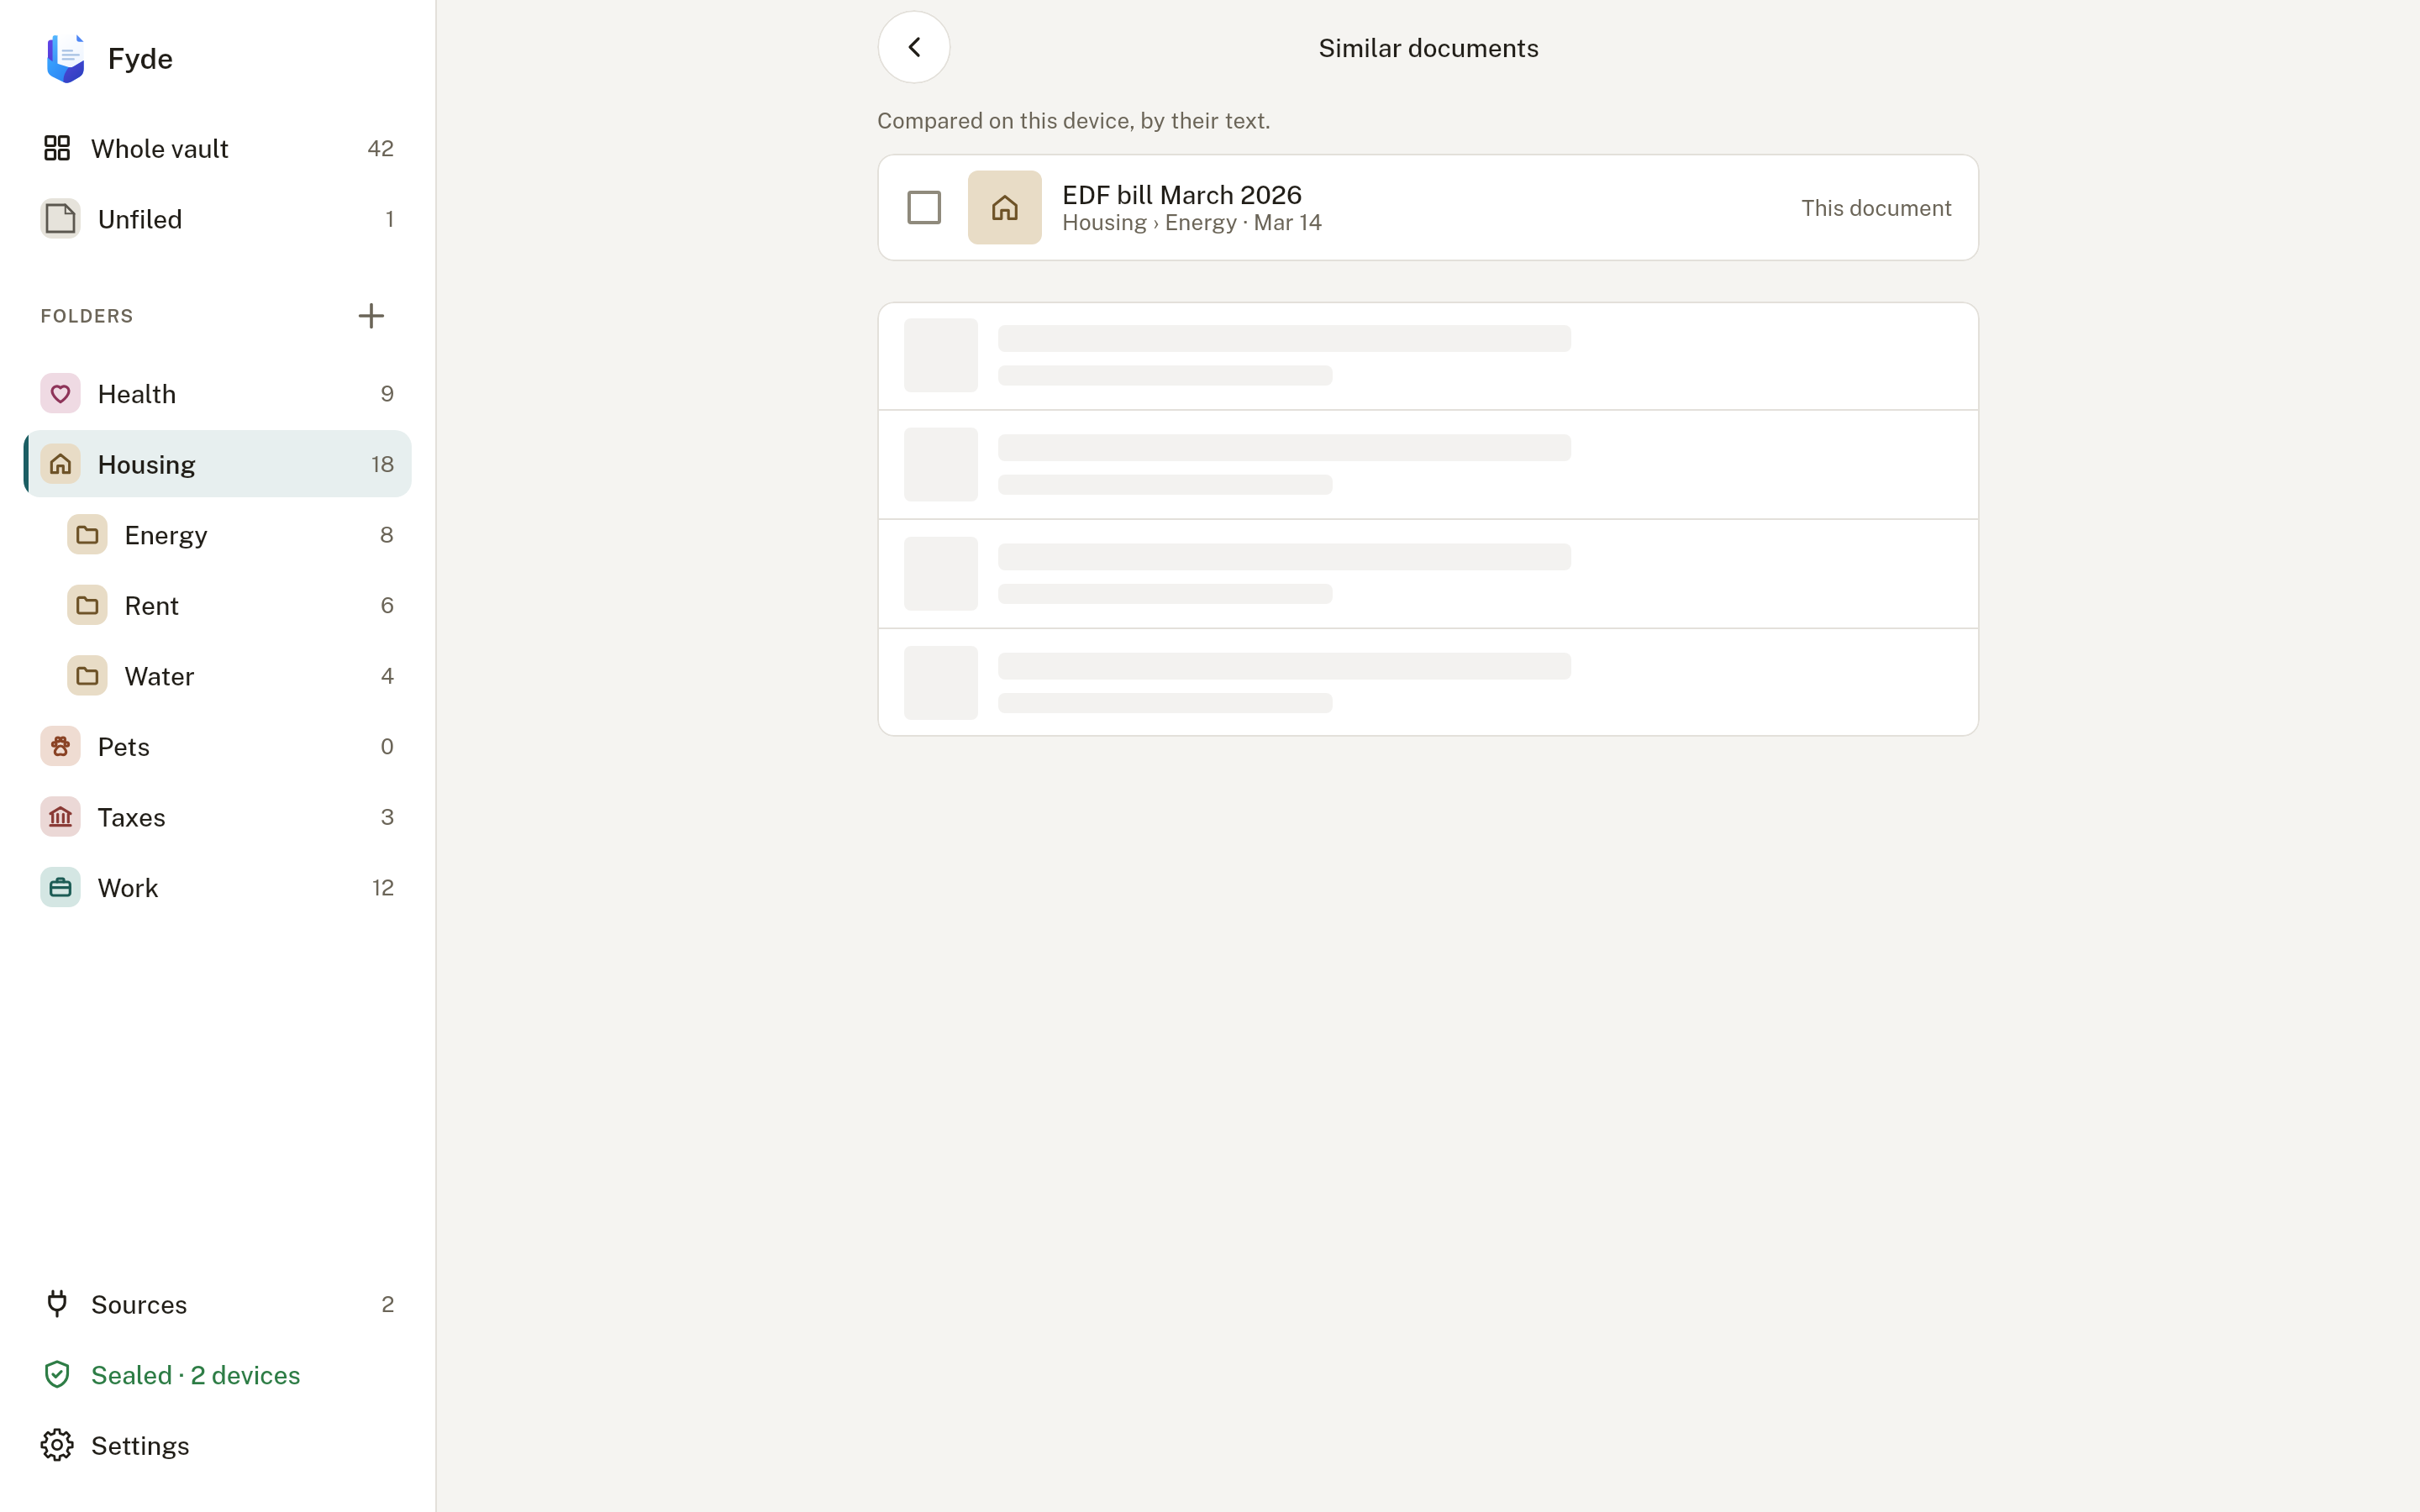 Fyde
Whole vault 42
Unfiled 1
FOLDERS
Health 9
Housing 18
Energy 8
Rent 6
Water 4
Pets 0
Taxes 3
Work 12
Sources 2
Sealed · 2 devices
Settings
Similar documents
Compared on this device, by their text.
EDF bill March 2026
Housing › Energy · Mar 14
This document